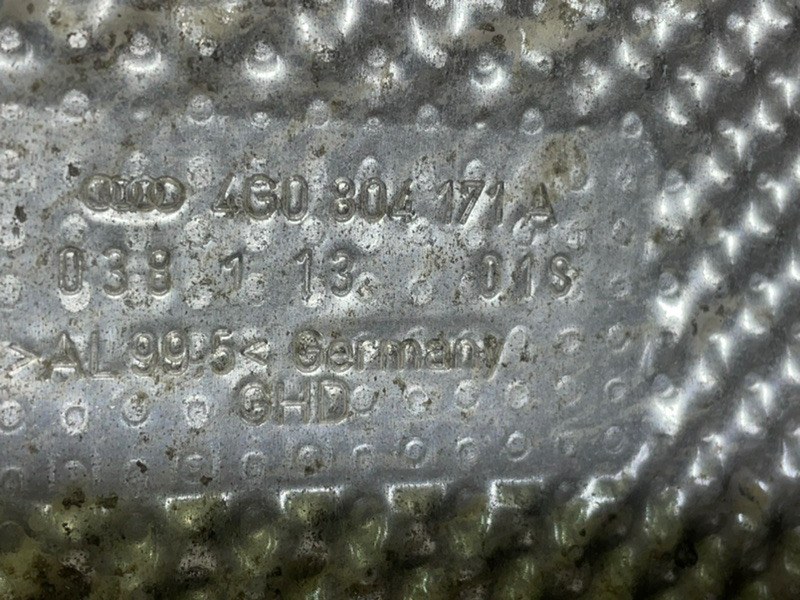 4G0 804 171 A
038 1 13 01S
>AL 99.5< Germany
GHD